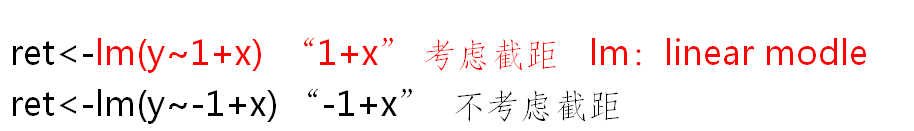 ret<-lm(y~1+x) “1+x” 考虑截距 lm：linear modle
ret<-lm(y~-1+x) “-1+x” 不考虑截距